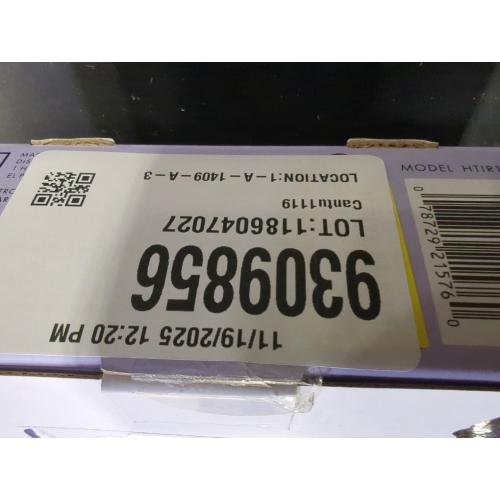 11/19/2025 12:20 PM
9309856
LOT:1186047027
Cantu1119
LOCATION:1-A-1409-A-3
MODEL HTIRT
0 78729 21576 0